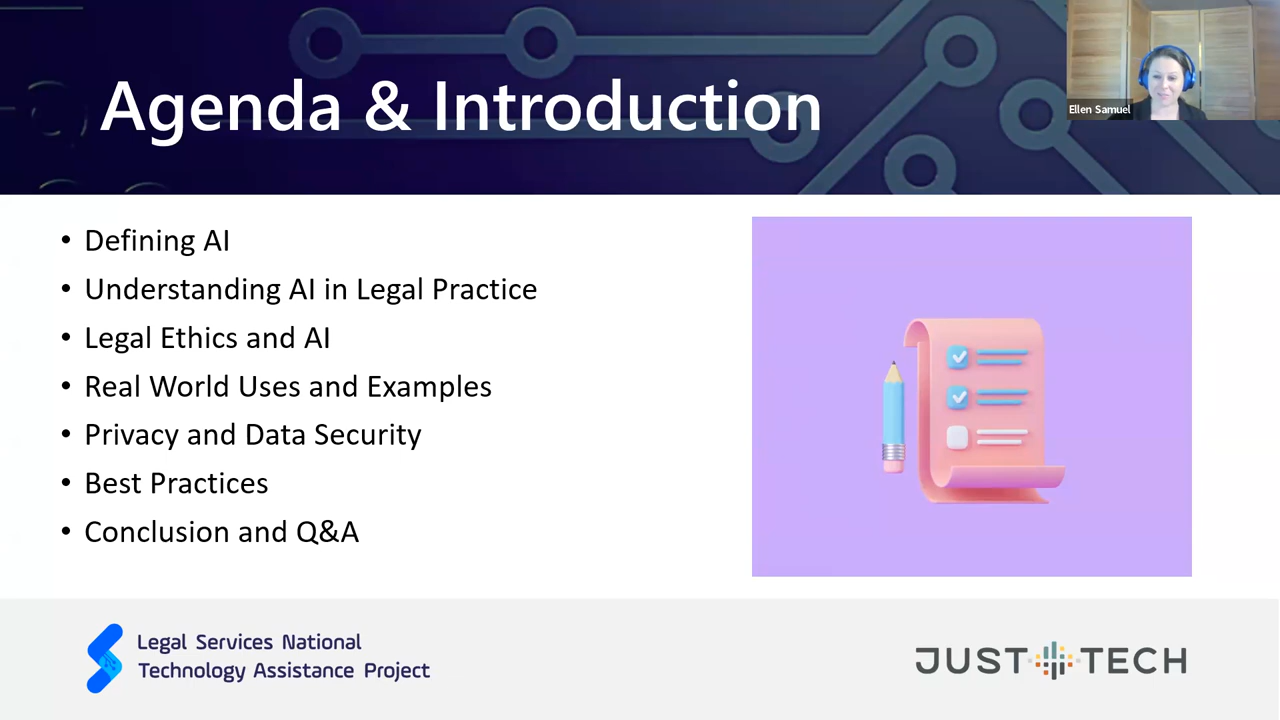 Agenda & Introduction
Ellen Samuel
• Defining AI
• Understanding AI in Legal Practice
• Legal Ethics and AI
• Real World Uses and Examples
• Privacy and Data Security
• Best Practices
• Conclusion and Q&A
Legal Services National
Technology Assistance Project
JUST TECH